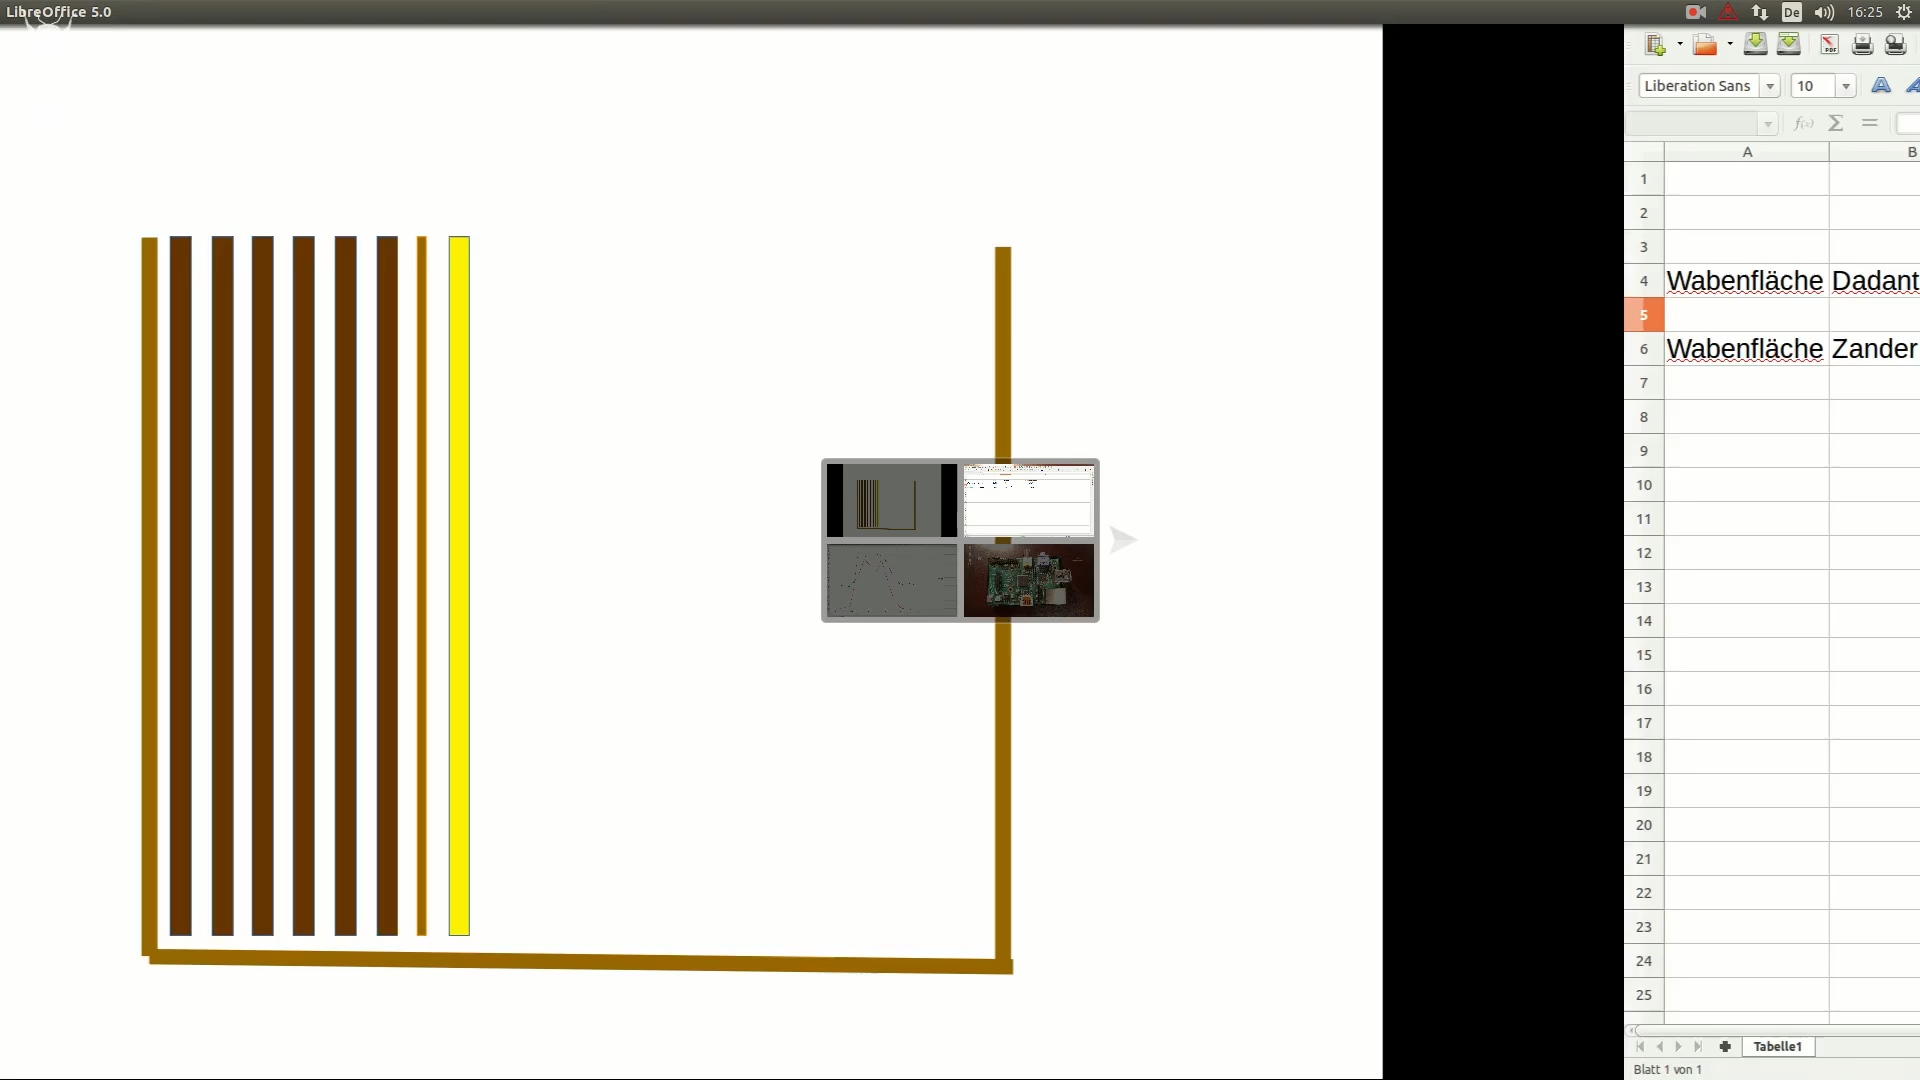 LibreOffice 5.0
De
16:25
PDF
Liberation Sans
10
f(x) Σ =
A B
1
2
3
4 Wabenfläche Dadant
5
6 Wabenfläche Zander
7
8
9
10
11
12
13
14
15
16
17
18
19
20
21
22
23
24
25
Tabelle1
Blatt 1 von 1